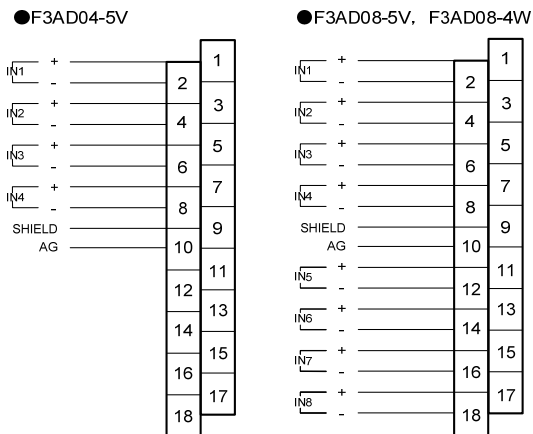 ●F3AD04-5V
IN1 + 1
- 2
IN2 + 3
- 4
IN3 + 5
- 6
IN4 + 7
- 8
SHIELD 9
AG 10
11
12
13
14
15
16
17
18
●F3AD08-5V, F3AD08-4W
IN1 + 1
- 2
IN2 + 3
- 4
IN3 + 5
- 6
IN4 + 7
- 8
SHIELD 9
AG 10
IN5 + 11
- 12
IN6 + 13
- 14
IN7 + 15
- 16
IN8 + 17
- 18